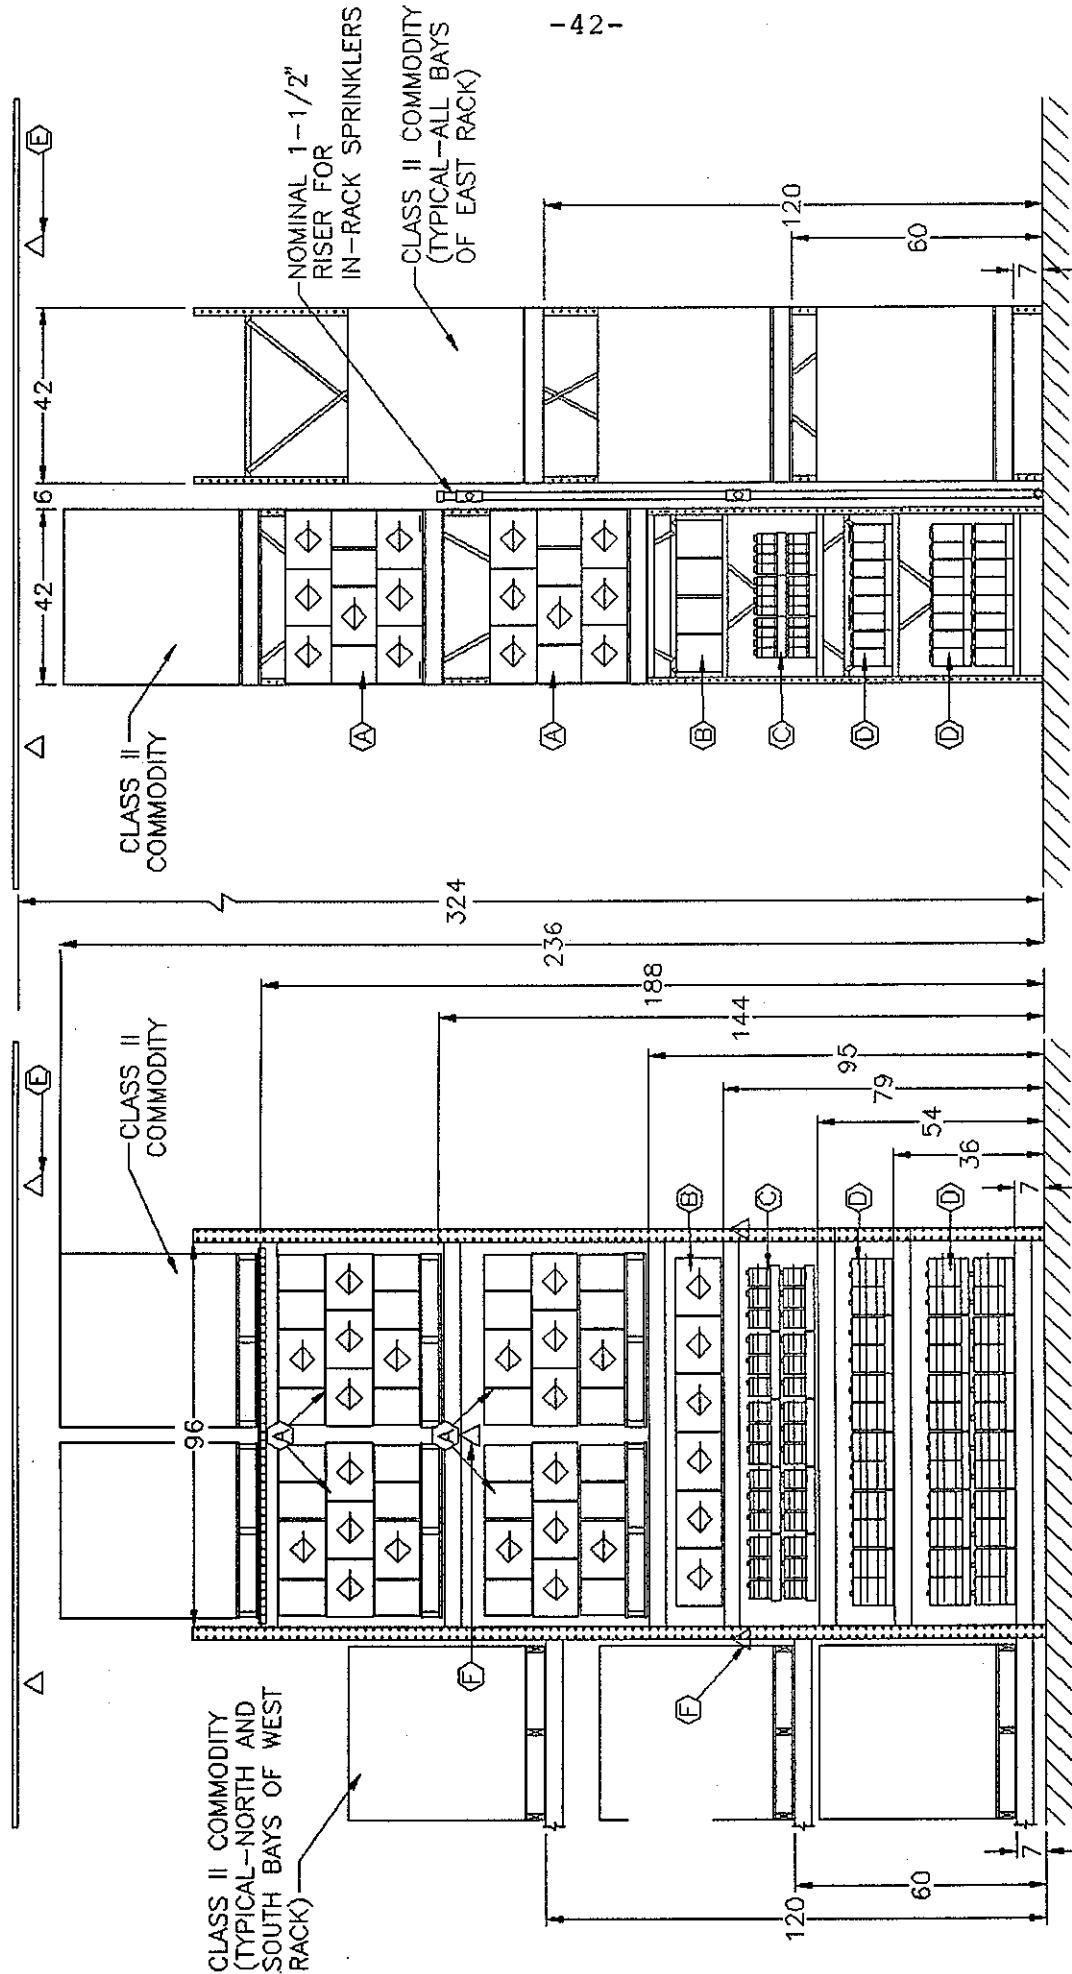 -42-
CLASS II COMMODITY
(TYPICAL-NORTH AND
SOUTH BAYS OF WEST
RACK)
120
60
7
F
F
96
A
A
B
C
D
D
E
CLASS II
COMMODITY
7
36
54
79
95
144
188
236
324
CLASS II
COMMODITY
A
A
B
C
D
D
42
6
42
E
NOMINAL 1-1/2"
RISER FOR
IN-RACK SPRINKLERS
CLASS II COMMODITY
(TYPICAL-ALL BAYS
OF EAST RACK)
120
60
7